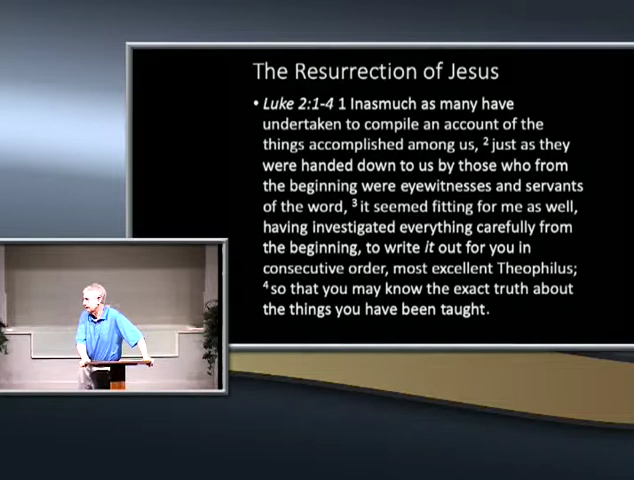 The Resurrection of Jesus
• Luke 2:1-4 1 Inasmuch as many have
undertaken to compile an account of the
things accomplished among us, 2 just as they
were handed down to us by those who from
the beginning were eyewitnesses and servants
of the word, 3 it seemed fitting for me as well,
having investigated everything carefully from
the beginning, to write it out for you in
consecutive order, most excellent Theophilus;
4 so that you may know the exact truth about
the things you have been taught.